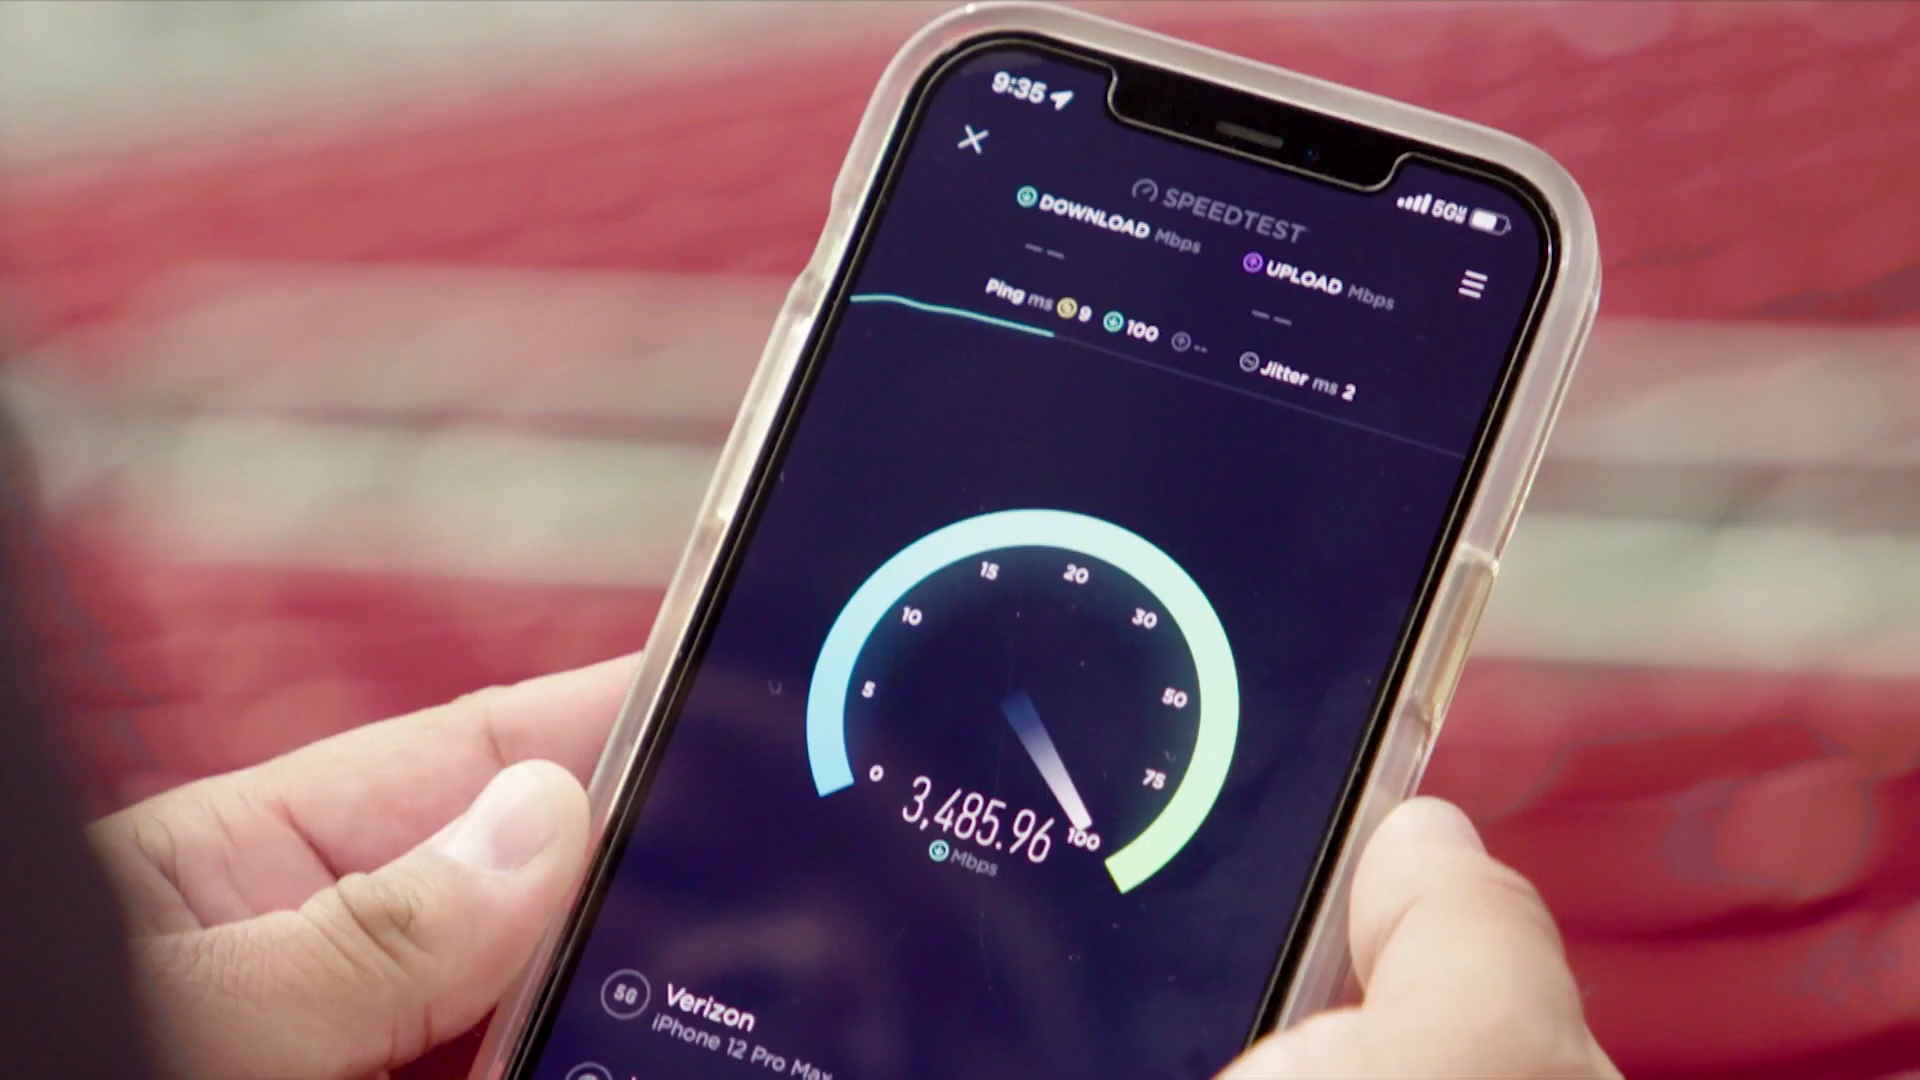 9:35
5G
SPEEDTEST
DOWNLOAD Mbps
UPLOAD Mbps
Ping ms 9 100 --
Jitter ms 2
0
5
10
15
20
30
50
75
100
3,485.96
Mbps
5G Verizon
iPhone 12 Pro Max